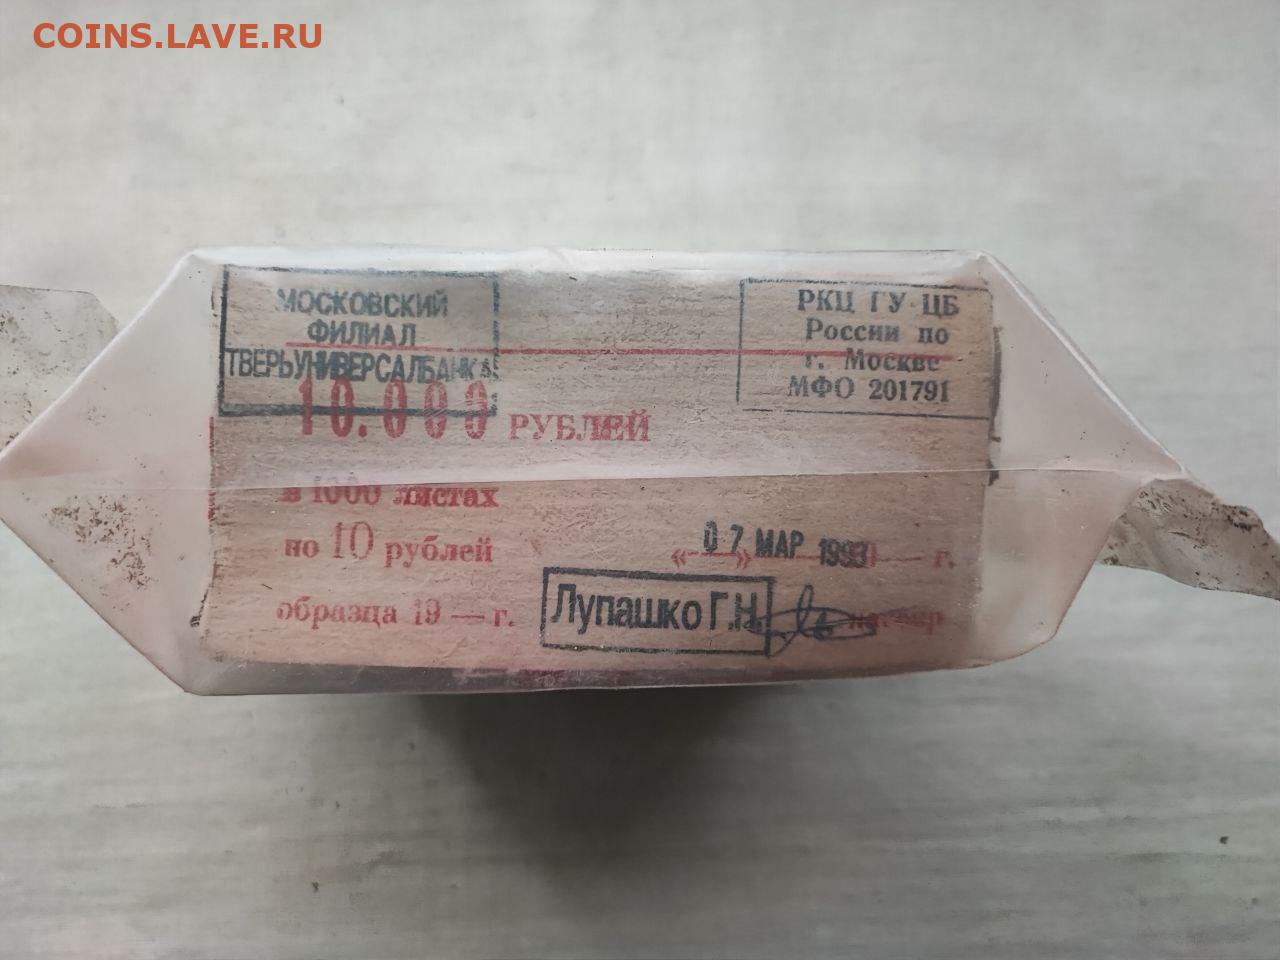 COINS.LAVE.RU
МОСКОВСКИЙ
ФИЛИАЛ
ТВЕРЬУНИВЕРСАЛБАНКА
РКЦ ГУ ЦБ
России по
г. Москве
МФО 201791
10.000 РУБЛЕЙ
в 1000 листах
по 10 рублей
« 07 » МАР 1993 г.
образца 19 — г.
Лупашко Г.Н.